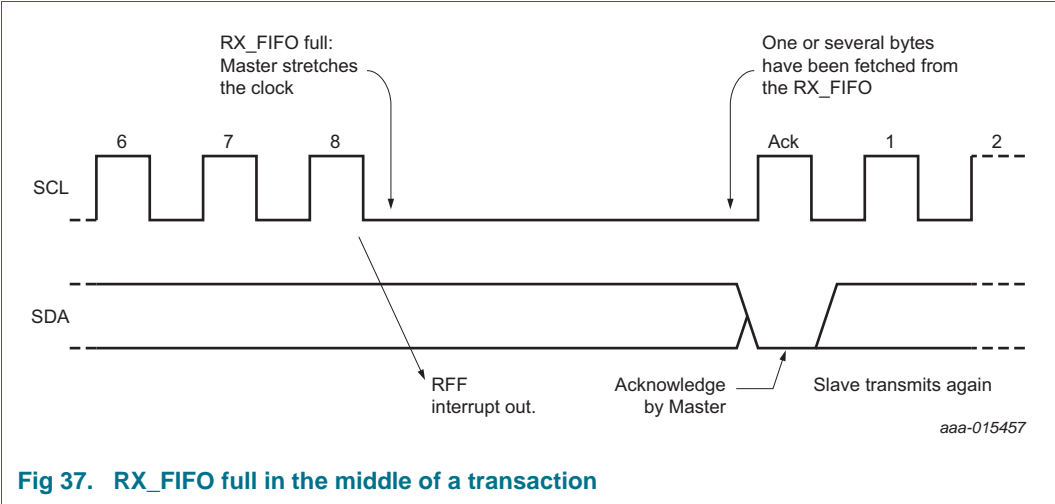 RX_FIFO full:
Master stretches
the clock
One or several bytes
have been fetched from
the RX_FIFO
6
7
8
Ack
1
2
SCL
SDA
RFF
interrupt out.
Acknowledge
by Master
Slave transmits again
aaa-015457
Fig 37. RX_FIFO full in the middle of a transaction